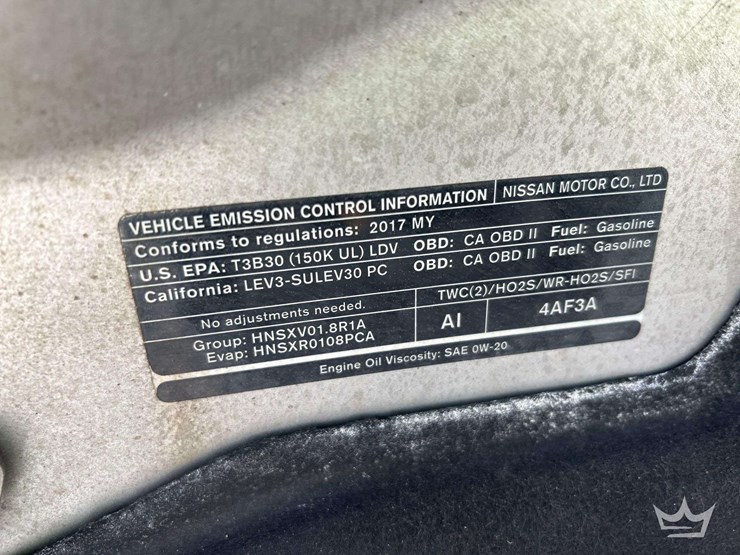 VEHICLE EMISSION CONTROL INFORMATION NISSAN MOTOR CO., LTD
Conforms to regulations: 2017 MY
U.S. EPA: T3B30 (150K UL) LDV OBD: CA OBD II Fuel: Gasoline
California: LEV3-SULEV30 PC OBD: CA OBD II Fuel: Gasoline
No adjustments needed. TWC(2)/HO2S/WR-HO2S/SFI
Group: HNSXV01.8R1A
Evap: HNSXR0108PCA
AI 4AF3A
Engine Oil Viscosity: SAE 0W-20